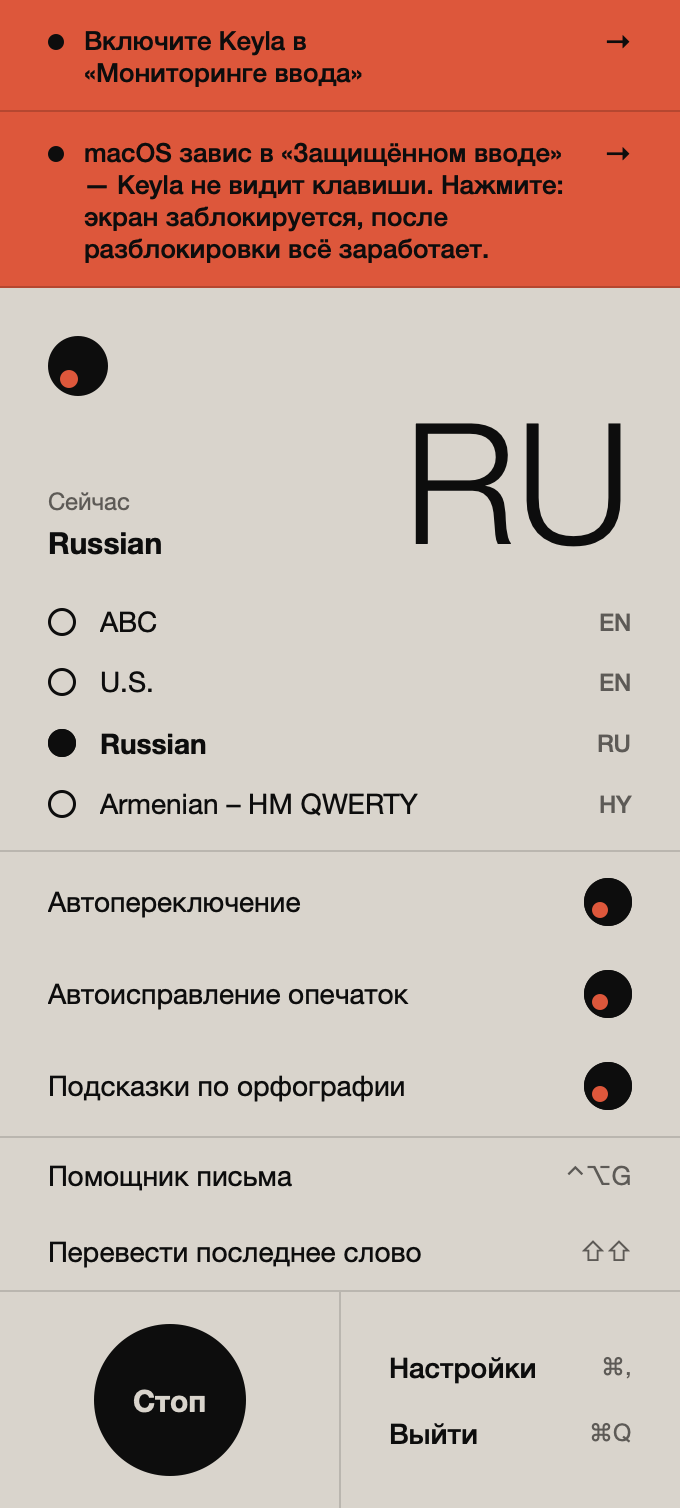 Включите Keyla в
«Мониторинге ввода»
→
macOS завис в «Защищённом вводе»
— Keyla не видит клавиши. Нажмите:
экран заблокируется, после
разблокировки всё заработает.
→
RU
Сейчас
Russian
ABC EN
U.S. EN
Russian RU
Armenian – HM QWERTY HY
Автопереключение
Автоисправление опечаток
Подсказки по орфографии
Помощник письма ^⌥G
Перевести последнее слово ⇧⇧
Стоп
Настройки ⌘,
Выйти ⌘Q